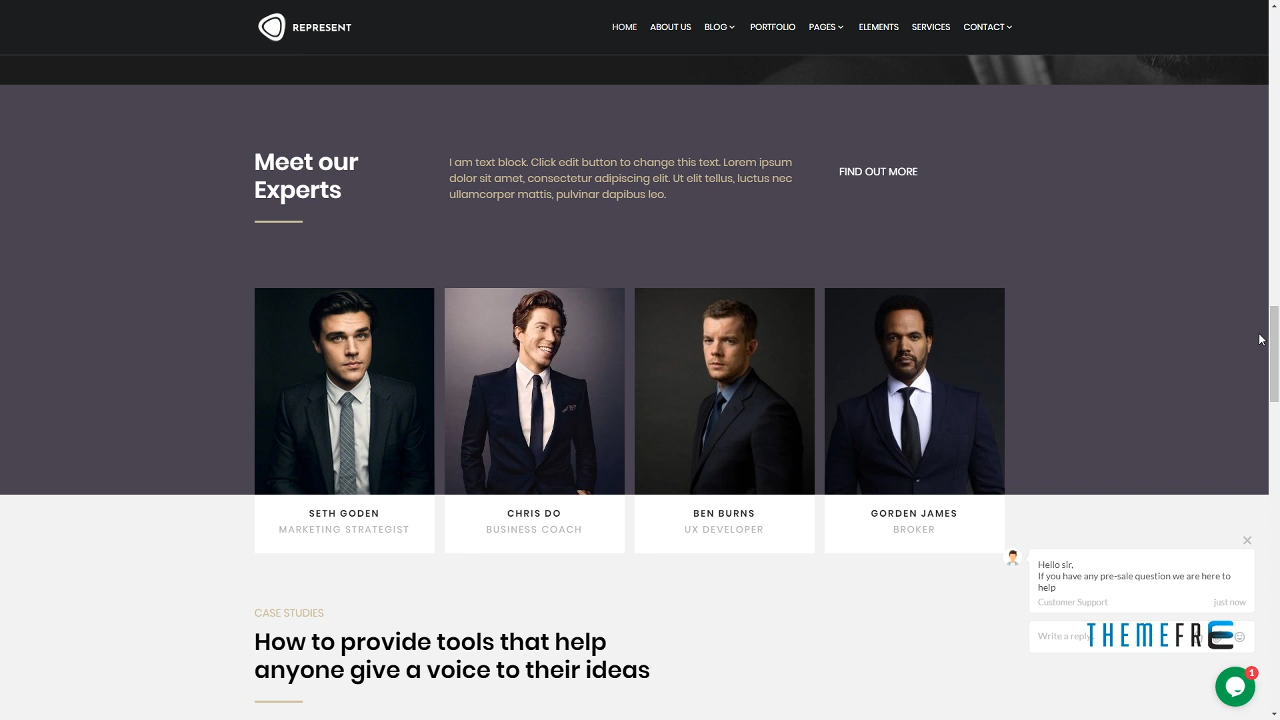 REPRESENT
HOME ABOUT US BLOG PORTFOLIO PAGES ELEMENTS SERVICES CONTACT
Meet our
Experts
I am text block. Click edit button to change this text. Lorem ipsum
dolor sit amet, consectetur adipiscing elit. Ut elit tellus, luctus nec
ullamcorper mattis, pulvinar dapibus leo.
FIND OUT MORE
SETH GODEN
MARKETING STRATEGIST
CHRIS DO
BUSINESS COACH
BEN BURNS
UX DEVELOPER
GORDEN JAMES
BROKER
CASE STUDIES
How to provide tools that help
anyone give a voice to their ideas
Hello sir,
If you have any pre-sale question we are here to
help
Customer Support just now
Write a reply
THEMEFRE
1